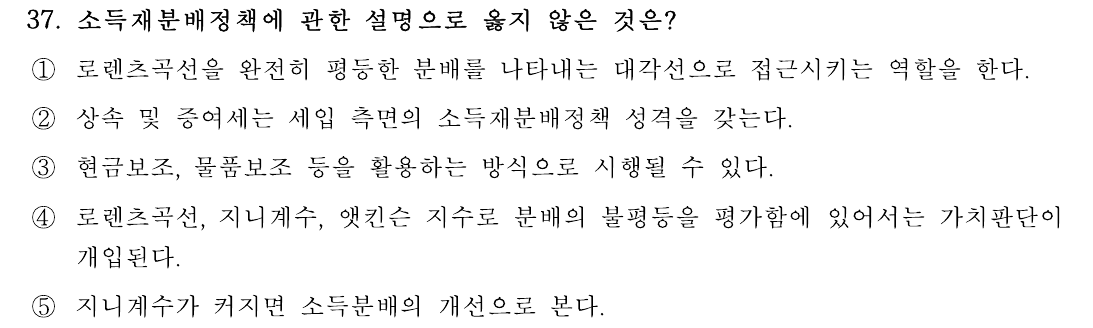 37. 소득재분배정책에 관한 설명으로 옳지 않은 것은?
① 로렌츠곡선을 완전히 평등한 분배를 나타내는 대각선으로 접근시키는 역할을 한다.
② 상속 및 증여세는 세입 측면의 소득재분배정책 성격을 갖는다.
③ 현금보조, 물품보조 등을 활용하는 방식으로 시행될 수 있다.
④ 로렌츠곡선, 지니계수, 앳킨슨 지수로 분배의 불평등을 평가함에 있어서는 가치판단이
개입된다.
⑤ 지니계수가 커지면 소득분배의 개선으로 본다.